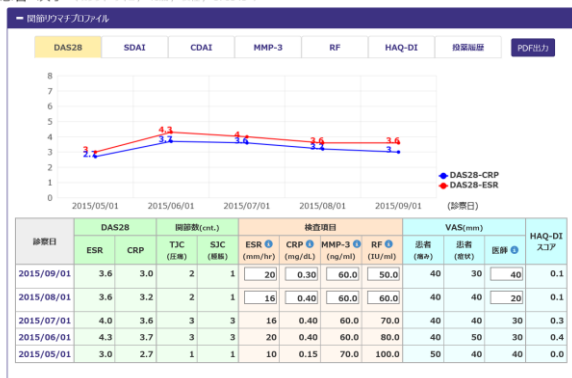 関節リウマチプロファイル
DAS28 SDAI CDAI MMP-3 RF HAQ-DI 投薬履歴 PDF出力
8
7
6
5
4
3
2
1
0
4.3 4 3.6 3.6
3.7 3.6 3.2 3
3 2.7
DAS28-CRP
DAS28-ESR
2015/05/01 2015/06/01 2015/07/01 2015/08/01 2015/09/01 (診察日)
診察日 DAS28 関節数(cnt.) 検査項目 VAS(mm) HAQ-DI スコア
ESR CRP TJC (圧痛) SJC (腫脹) ESR (mm/hr) CRP (mg/dL) MMP-3 (ng/ml) RF (IU/ml) 患者 (痛み) 患者 (症状) 医師
2015/09/01 3.6 3.0 2 1 20 0.30 60.0 50.0 40 30 40 0.1
2015/08/01 3.6 3.2 2 1 16 0.40 60.0 60.0 40 40 20 0.1
2015/07/01 4.0 3.6 3 3 16 0.40 60.0 70.0 40 40 30 0.3
2015/06/01 4.3 3.7 3 3 20 0.40 60.0 80.0 40 50 30 0.4
2015/05/01 3.0 2.7 1 1 10 0.15 70.0 100.0 50 40 40 0.0